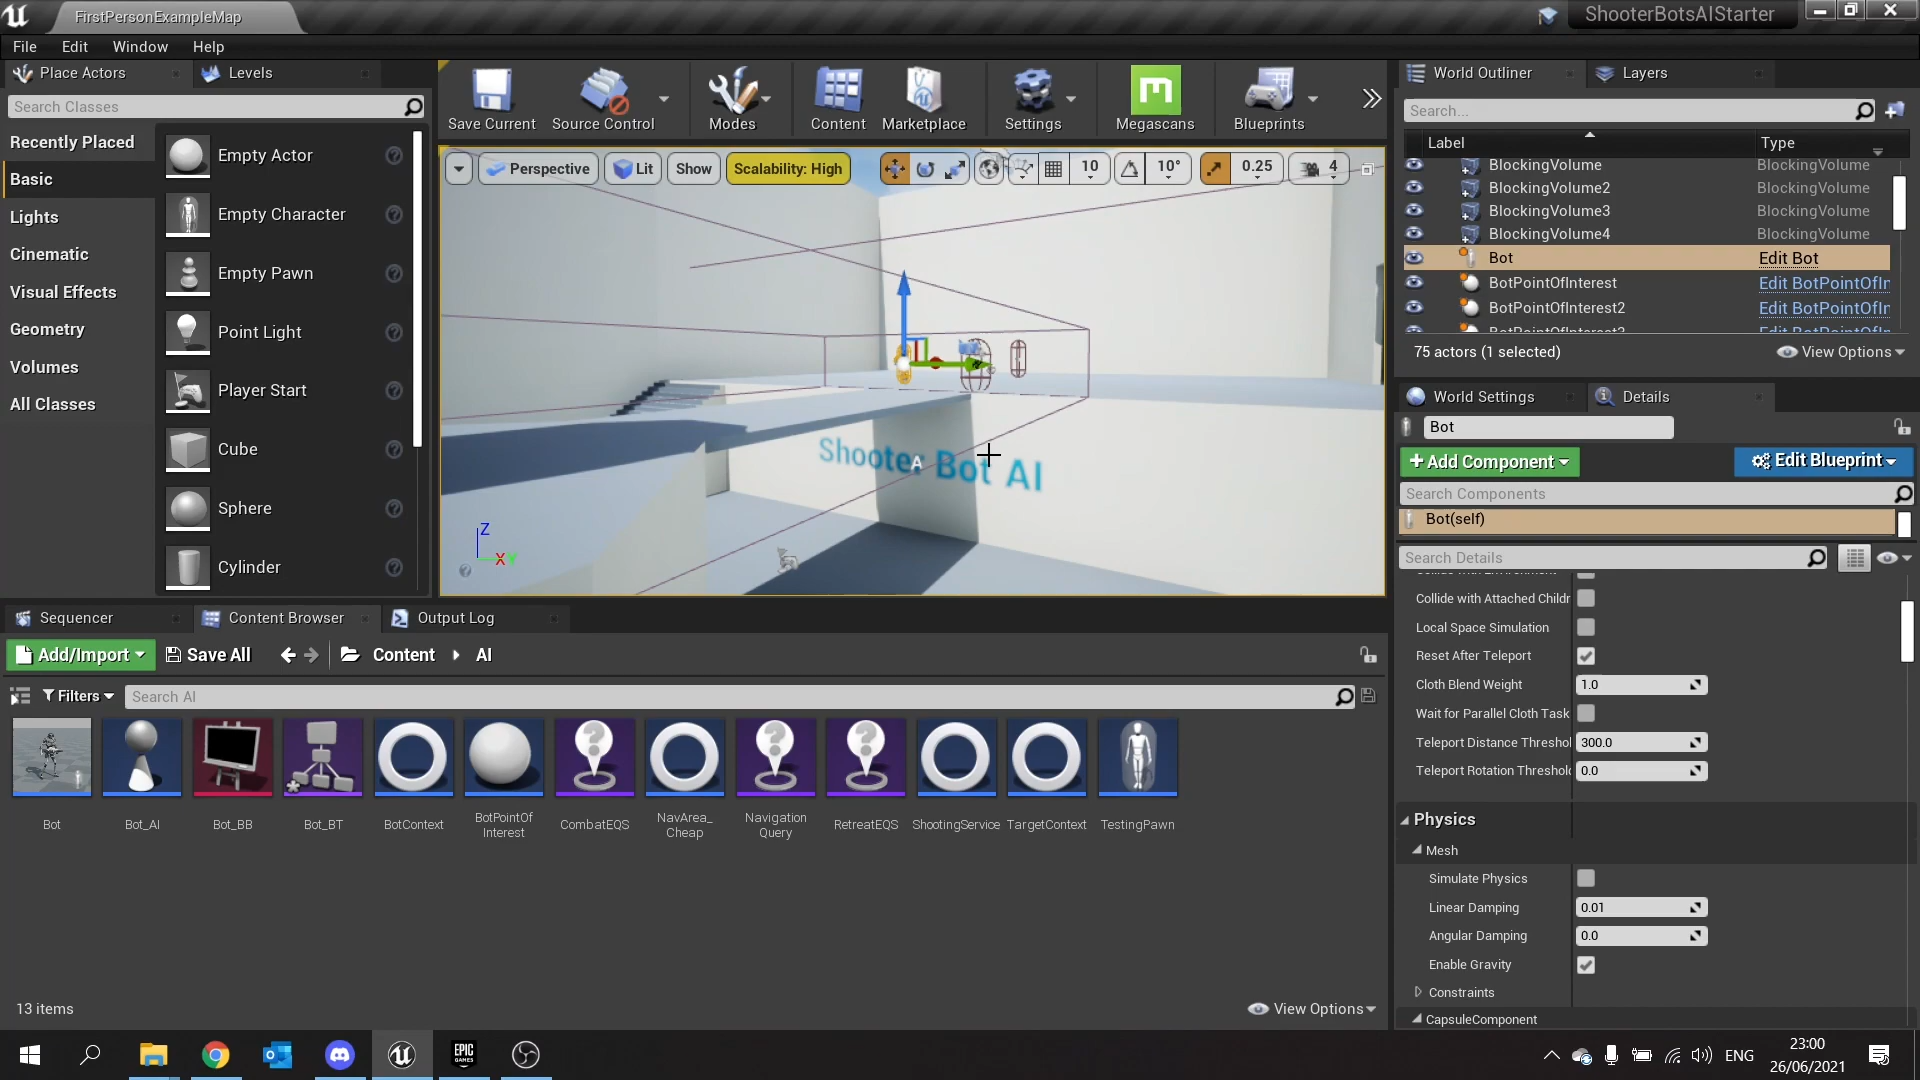 FirstPersonExampleMap
ShooterBotsAIStarter
File Edit Window Help
Place Actors
Levels
Search Classes
Recently Placed
Basic
Lights
Cinematic
Visual Effects
Geometry
Volumes
All Classes
Empty Actor
Empty Character
Empty Pawn
Point Light
Player Start
Cube
Sphere
Cylinder
Save Current
Source Control
Modes
Content
Marketplace
Settings
Megascans
Blueprints
Perspective
Lit
Show
Scalability: High
10
10°
0.25
4
Shooter Bot AI
A
Z
X
Y
World Outliner
Layers
Search...
Label Type
BlockingVolume BlockingVolume
BlockingVolume2 BlockingVolume
BlockingVolume3 BlockingVolume
BlockingVolume4 BlockingVolume
Bot Edit Bot
BotPointOfInterest Edit BotPointOfIn
BotPointOfInterest2 Edit BotPointOfIn
75 actors (1 selected)
View Options
World Settings
Details
Bot
+ Add Component
Edit Blueprint
Search Components
Bot(self)
Search Details
Collide with Attached Childr
Local Space Simulation
Reset After Teleport
Cloth Blend Weight 1.0
Wait for Parallel Cloth Task
Teleport Distance Threshol 300.0
Teleport Rotation Threshol 0.0
Physics
Mesh
Simulate Physics
Linear Damping 0.01
Angular Damping 0.0
Enable Gravity
Constraints
CapsuleComponent
Sequencer
Content Browser
Output Log
Add/Import
Save All
Content
AI
Filters
Search AI
Bot
Bot_AI
Bot_BB
Bot_BT
BotContext
BotPointOf
Interest
CombatEQS
NavArea_
Cheap
Navigation
Query
RetreatEQS
ShootingService
TargetContext
TestingPawn
13 items
View Options
EPIC
GAMES
ENG
23:00
26/06/2021